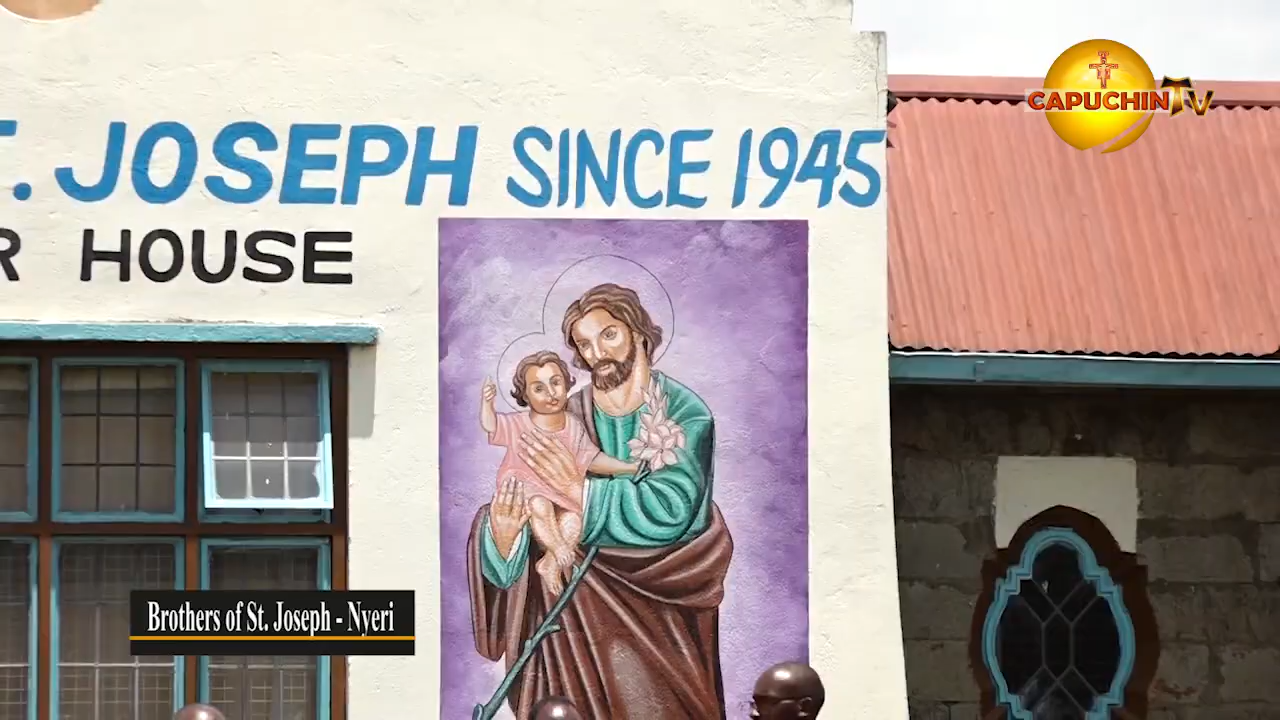 . JOSEPH SINCE 1945
HOUSE
CAPUCHIN TV
Brothers of St. Joseph - Nyeri